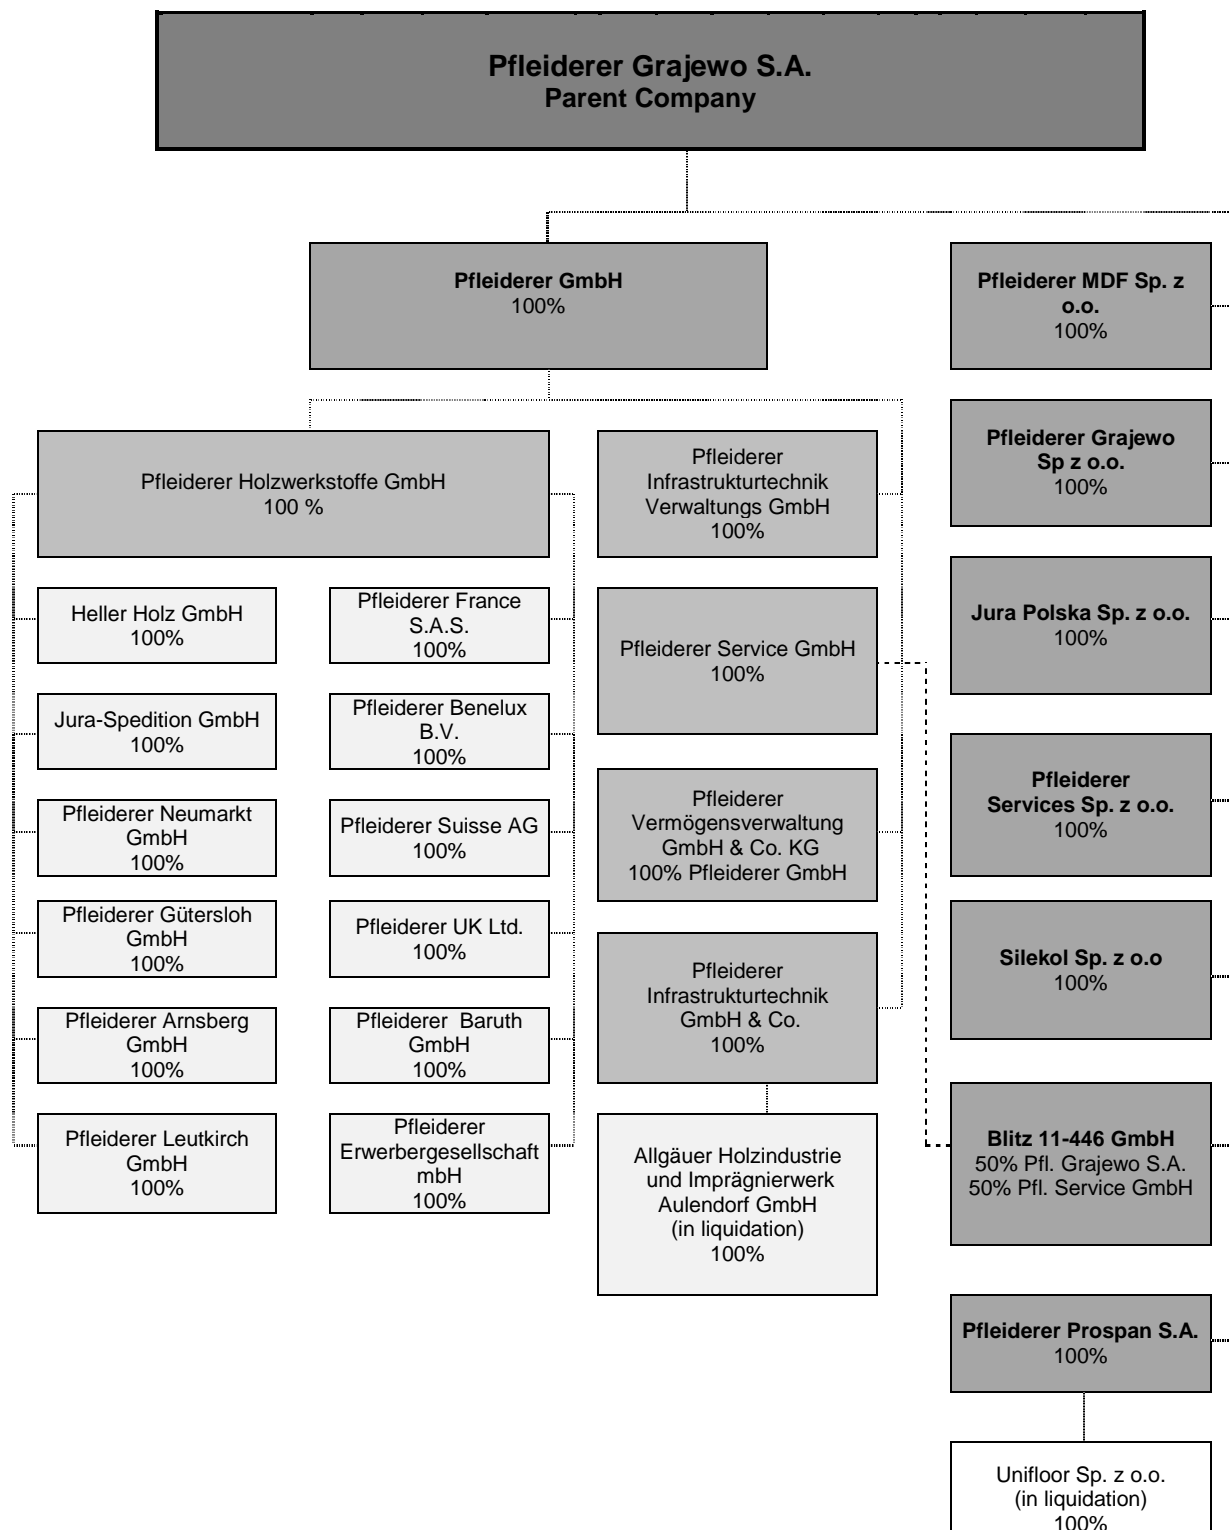 Pfleiderer Grajewo S.A.
Parent Company
Pfleiderer GmbH
100%
Pfleiderer MDF Sp. z
o.o.
100%
Pfleiderer Holzwerkstoffe GmbH
100 %
Pfleiderer
Infrastrukturtechnik
Verwaltungs GmbH
100%
Pfleiderer Grajewo
Sp z o.o.
100%
Heller Holz GmbH
100%
Pfleiderer France
S.A.S.
100%
Pfleiderer Service GmbH
100%
Jura Polska Sp. z o.o.
100%
Jura-Spedition GmbH
100%
Pfleiderer Benelux
B.V.
100%
Pfleiderer Neumarkt
GmbH
100%
Pfleiderer Suisse AG
100%
Pfleiderer
Vermögensverwaltung
GmbH & Co. KG
100% Pfleiderer GmbH
Pfleiderer
Services Sp. z o.o.
100%
Pfleiderer Gütersloh
GmbH
100%
Pfleiderer UK Ltd.
100%
Pfleiderer
Infrastrukturtechnik
GmbH & Co.
100%
Silekol Sp. z o.o
100%
Pfleiderer Arnsberg
GmbH
100%
Pfleiderer  Baruth
GmbH
100%
Pfleiderer Leutkirch
GmbH
100%
Pfleiderer
Erwerbergesellschaft
mbH
100%
Allgäuer Holzindustrie
und Imprägnierwerk
Aulendorf GmbH
(in liquidation)
100%
Blitz 11-446 GmbH
50% Pfl. Grajewo S.A.
50% Pfl. Service GmbH
Pfleiderer Prospan S.A.
100%
Unifloor Sp. z o.o.
(in liquidation)
100%